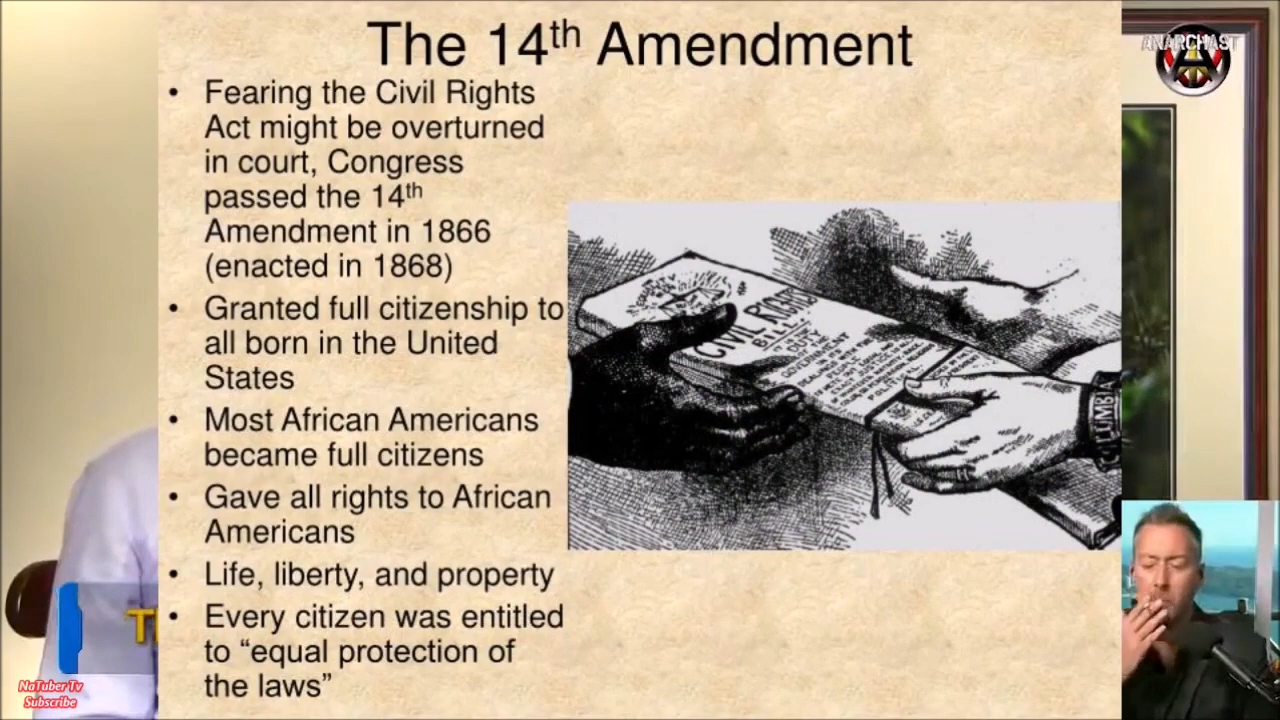 The 14th Amendment
• Fearing the Civil Rights
Act might be overturned
in court, Congress
passed the 14th
Amendment in 1866
(enacted in 1868)
• Granted full citizenship to
all born in the United
States
• Most African Americans
became full citizens
• Gave all rights to African
Americans
• Life, liberty, and property
• Every citizen was entitled
to “equal protection of
the laws”
CIVIL RIGHTS
BILL.
DUTY
GOVERNMENT
ANARCHAST
NaTuber Tv
Subscribe